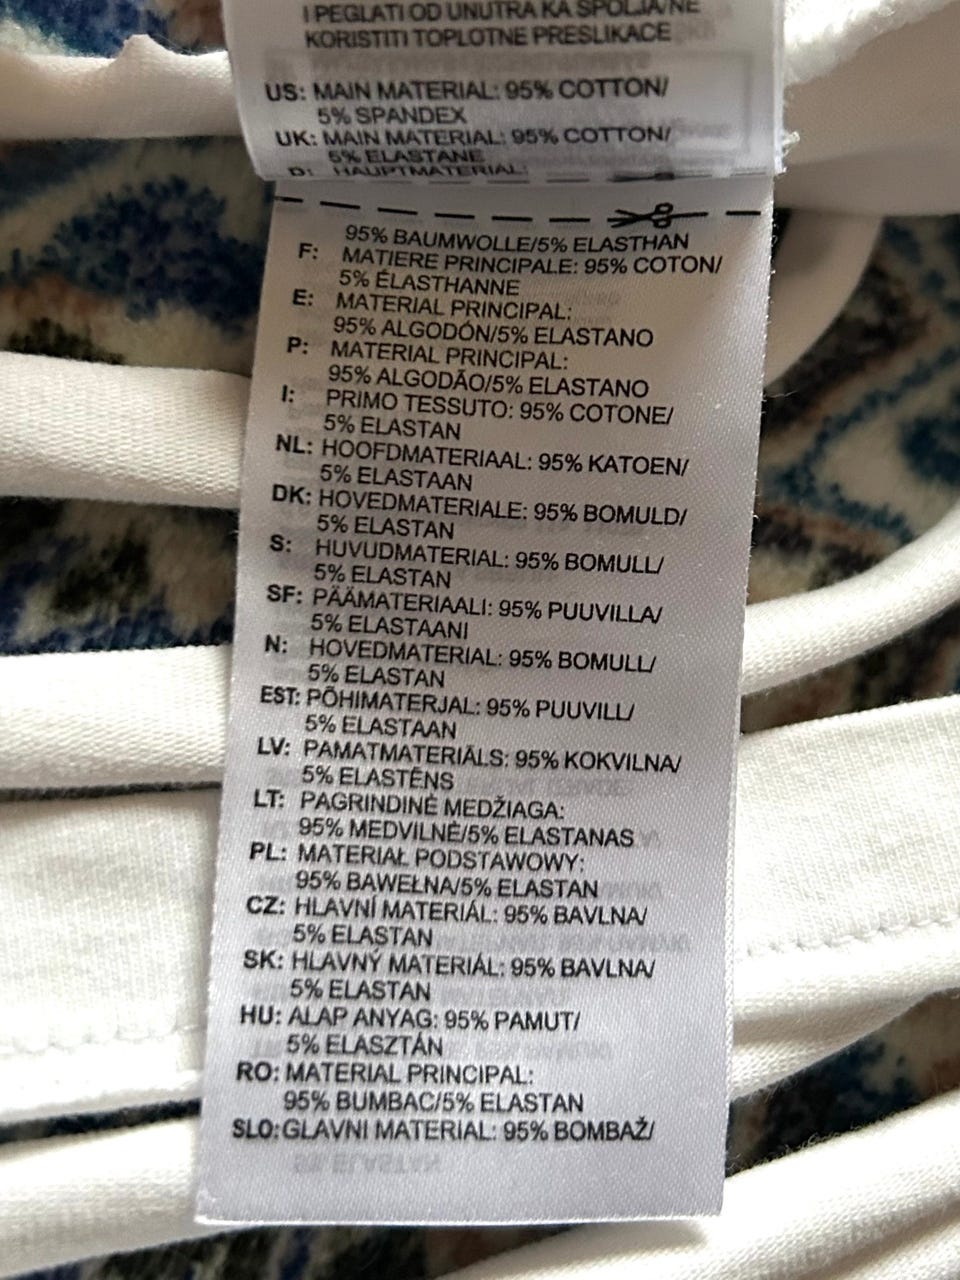 I PEGLATI OD UNUTRA KA SPOLJA/NE
KORISTITI TOPLOTNE PRESLIKACE
US: MAIN MATERIAL: 95% COTTON/
5% SPANDEX
UK: MAIN MATERIAL: 95% COTTON/
5% ELASTANE
D: HAUPTMATERIAL:
95% BAUMWOLLE/5% ELASTHAN
F: MATIERE PRINCIPALE: 95% COTON/
5% ÉLASTHANNE
E: MATERIAL PRINCIPAL:
95% ALGODÓN/5% ELASTANO
P: MATERIAL PRINCIPAL:
95% ALGODÃO/5% ELASTANO
I: PRIMO TESSUTO: 95% COTONE/
5% ELASTAN
NL: HOOFDMATERIAAL: 95% KATOEN/
5% ELASTAAN
DK: HOVEDMATERIALE: 95% BOMULD/
5% ELASTAN
S: HUVUDMATERIAL: 95% BOMULL/
5% ELASTAN
SF: PÄÄMATERIAALI: 95% PUUVILLA/
5% ELASTAANI
N: HOVEDMATERIAL: 95% BOMULL/
5% ELASTAN
EST: PÕHIMATERJAL: 95% PUUVILL/
5% ELASTAAN
LV: PAMATMATERIĀLS: 95% KOKVILNA/
5% ELASTĒNS
LT: PAGRINDINĖ MEDŽIAGA:
95% MEDVILNĖ/5% ELASTANAS
PL: MATERIAŁ PODSTAWOWY:
95% BAWEŁNA/5% ELASTAN
CZ: HLAVNÍ MATERIÁL: 95% BAVLNA/
5% ELASTAN
SK: HLAVNÝ MATERIÁL: 95% BAVLNA/
5% ELASTAN
HU: ALAP ANYAG: 95% PAMUT/
5% ELASZTÁN
RO: MATERIAL PRINCIPAL:
95% BUMBAC/5% ELASTAN
SLO: GLAVNI MATERIAL: 95% BOMBAŽ/